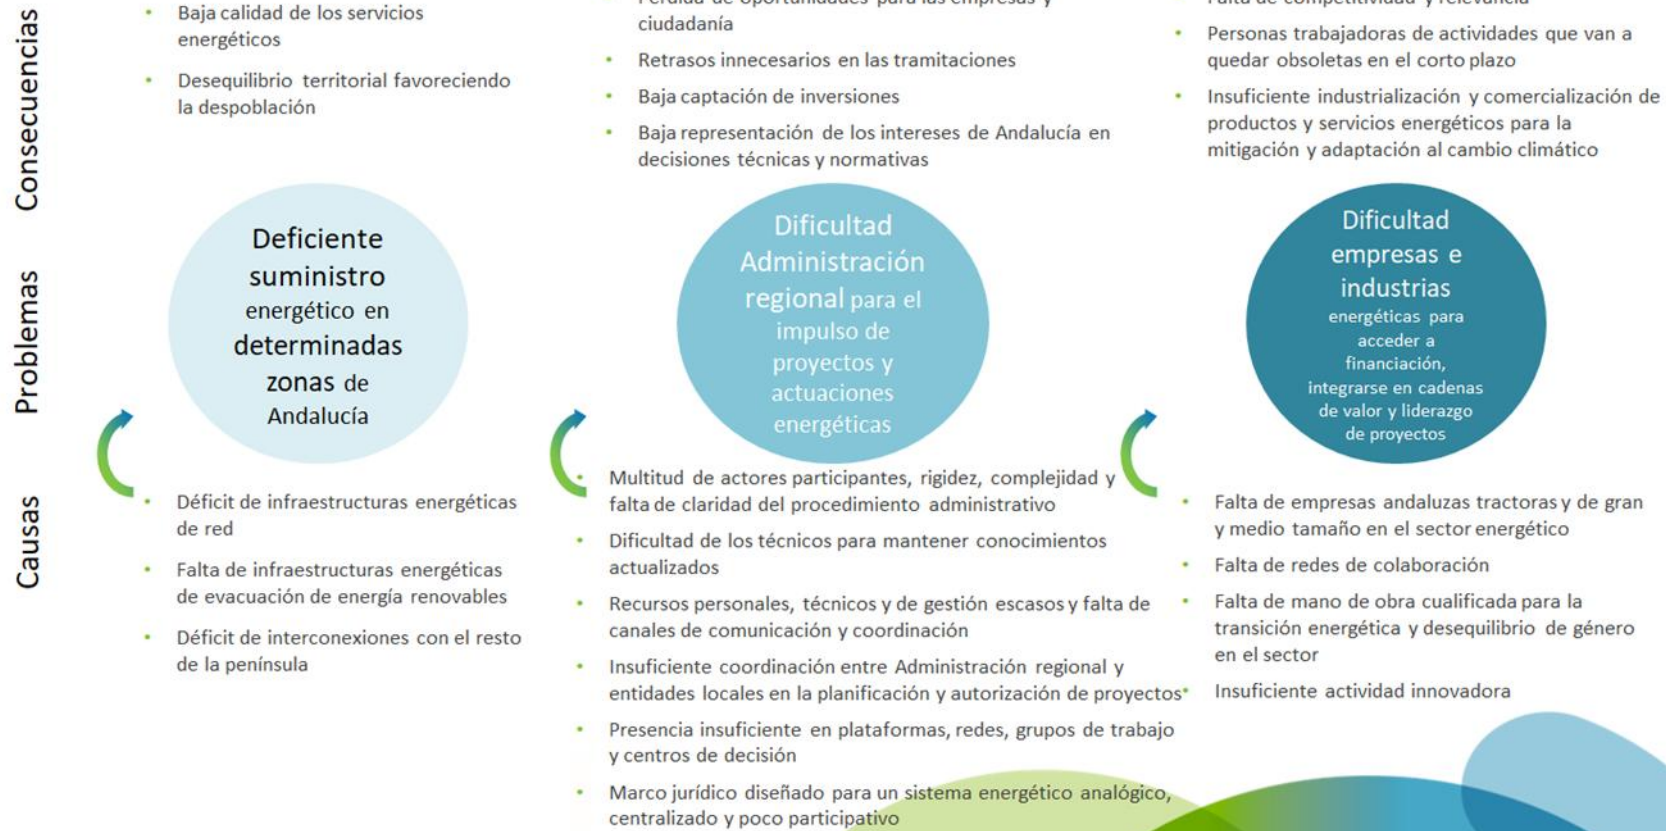 Consecuencias
Baja calidad de los servicios
energéticos
Desequilibrio territorial favoreciendo
la despoblación
ciudadanía
Retrasos innecesarios en las tramitaciones
Baja captación de inversiones
Baja representación de los intereses de Andalucía en
decisiones técnicas y normativas
Personas trabajadoras de actividades que van a
quedar obsoletas en el corto plazo
Insuficiente industrialización y comercialización de
productos y servicios energéticos para la
mitigación y adaptación al cambio climático
Problemas
Deficiente
suministro
energético en
determinadas
zonas de
Andalucía
Dificultad
Administración
regional para el
impulso de
proyectos y
actuaciones
energéticas
Dificultad
empresas e
industrias
energéticas para
acceder a
financiación,
integrarse en cadenas
de valor y liderazgo
de proyectos
Causas
Déficit de infraestructuras energéticas
de red
Falta de infraestructuras energéticas
de evacuación de energía renovables
Déficit de interconexiones con el resto
de la península
Multitud de actores participantes, rigidez, complejidad y
falta de claridad del procedimiento administrativo
Dificultad de los técnicos para mantener conocimientos
actualizados
Recursos personales, técnicos y de gestión escasos y falta de
canales de comunicación y coordinación
Insuficiente coordinación entre Administración regional y
entidades locales en la planificación y autorización de proyectos
Presencia insuficiente en plataformas, redes, grupos de trabajo
y centros de decisión
Marco jurídico diseñado para un sistema energético analógico,
centralizado y poco participativo
Falta de empresas andaluzas tractoras y de gran
y medio tamaño en el sector energético
Falta de redes de colaboración
Falta de mano de obra cualificada para la
transición energética y desequilibrio de género
en el sector
Insuficiente actividad innovadora